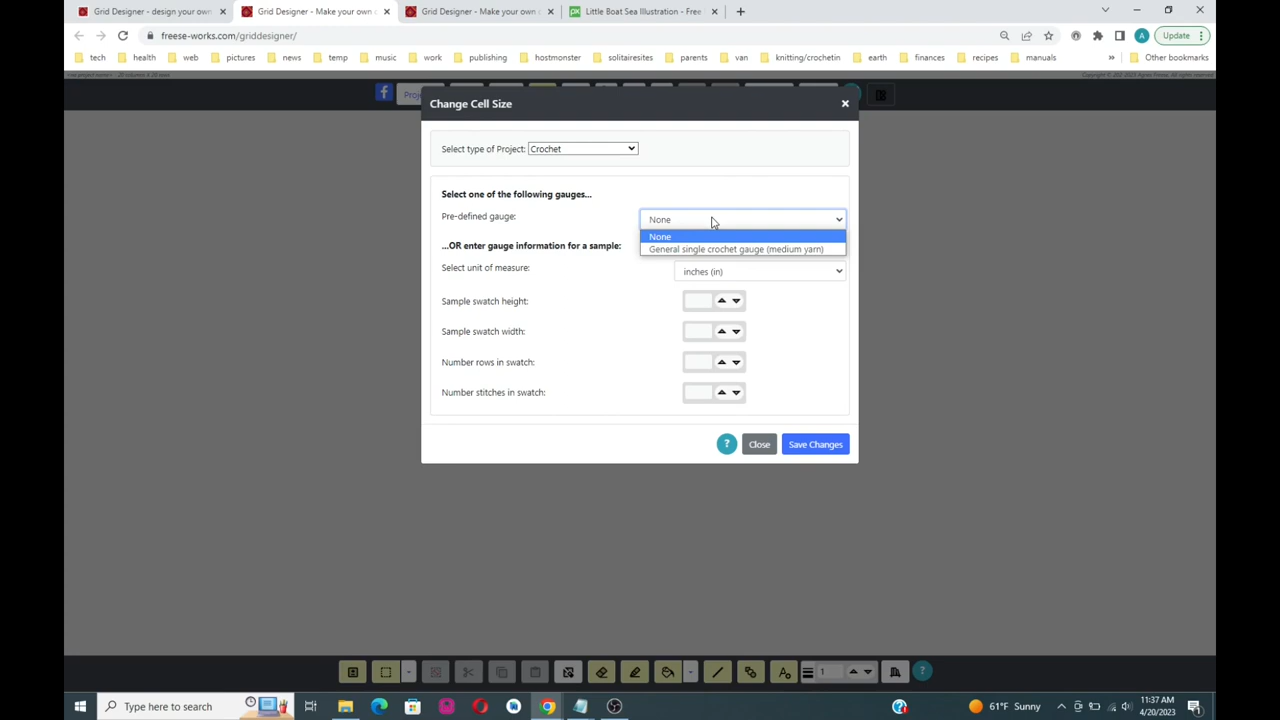 Grid Designer - design your own
Grid Designer - Make your own
Grid Designer - Make your own
Little Boat Sea Illustration - Free
freese-works.com/griddesigner/
A
Update
tech
health
web
pictures
news
temp
music
work
publishing
hostmonster
solitairesites
parents
van
knitting/crochetin
earth
finances
recipes
manuals
»
Other bookmarks
Change Cell Size
Select type of Project: Crochet
Select one of the following gauges...
Pre-defined gauge:
None
None
General single crochet gauge (medium yarn)
...OR enter gauge information for a sample:
Select unit of measure:
inches (in)
Sample swatch height:
Sample swatch width:
Number rows in swatch:
Number stitches in swatch:
?
Close
Save Changes
1
?
Type here to search
61°F Sunny
11:37 AM
4/20/2023